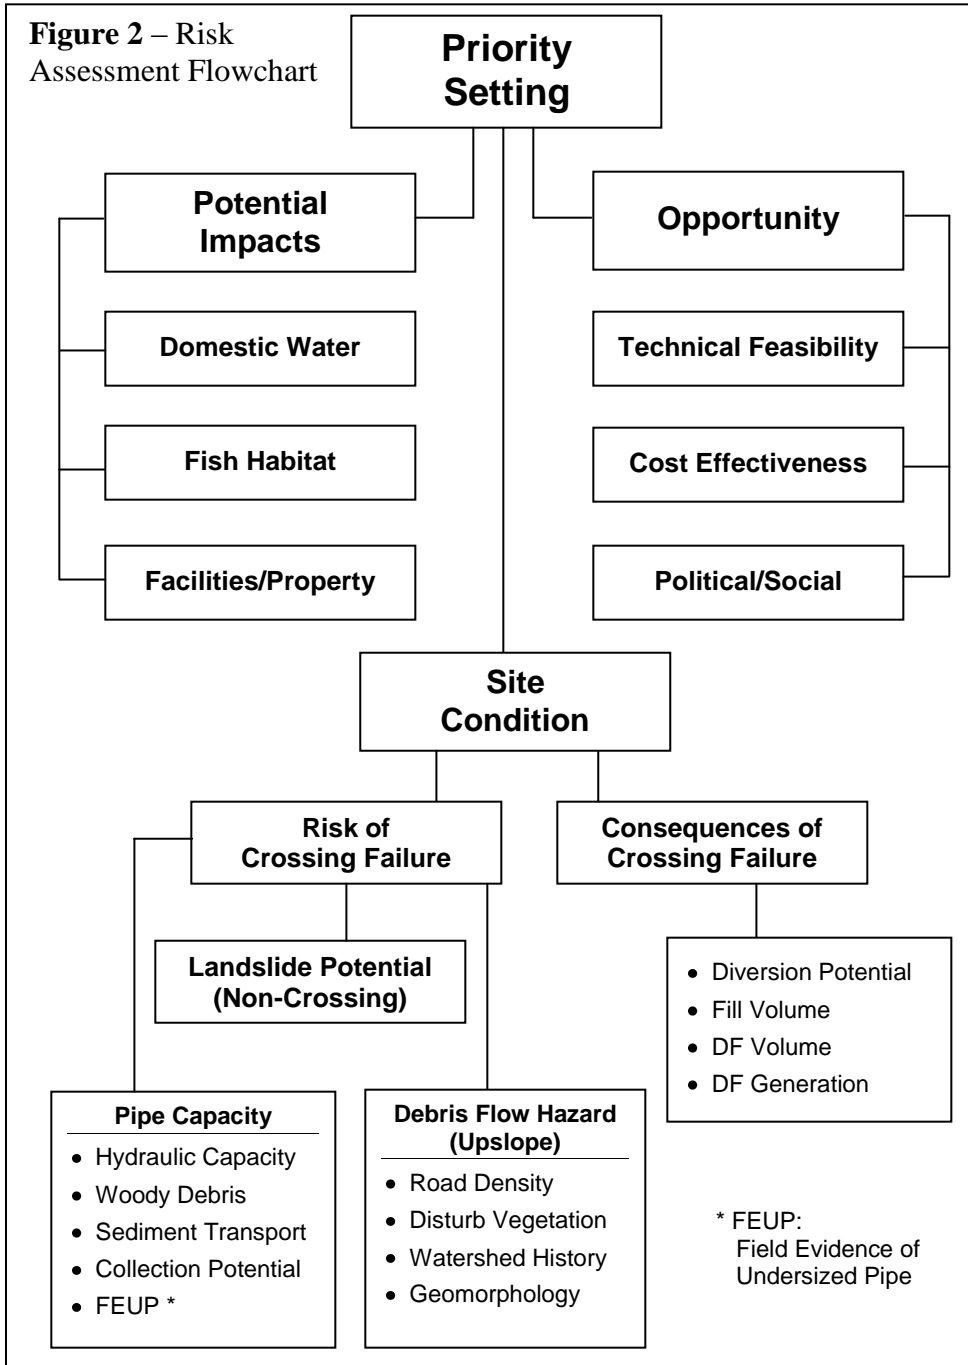 Figure 2 – Risk
Assessment Flowchart
Priority
Setting
Potential
Impacts
Domestic Water
Fish Habitat
Facilities/Property
Opportunity
Technical Feasibility
Cost Effectiveness
Political/Social
Site
Condition
Risk of
Crossing Failure
Consequences of
Crossing Failure
Landslide Potential
(Non-Crossing)
• Diversion Potential
• Fill Volume
• DF Volume
• DF Generation
Pipe Capacity
• Hydraulic Capacity
• Woody Debris
• Sediment Transport
• Collection Potential
• FEUP *
Debris Flow Hazard
(Upslope)
• Road Density
• Disturb Vegetation
• Watershed History
• Geomorphology
* FEUP:
Field Evidence of
Undersized Pipe